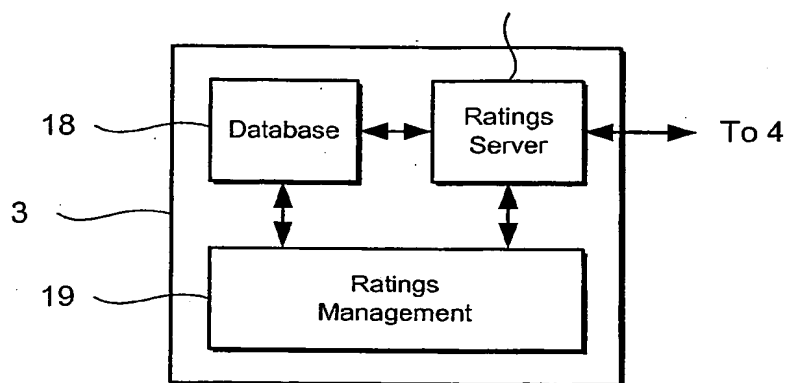 18
Database
Ratings
Server
To 4
3
19
Ratings
Management